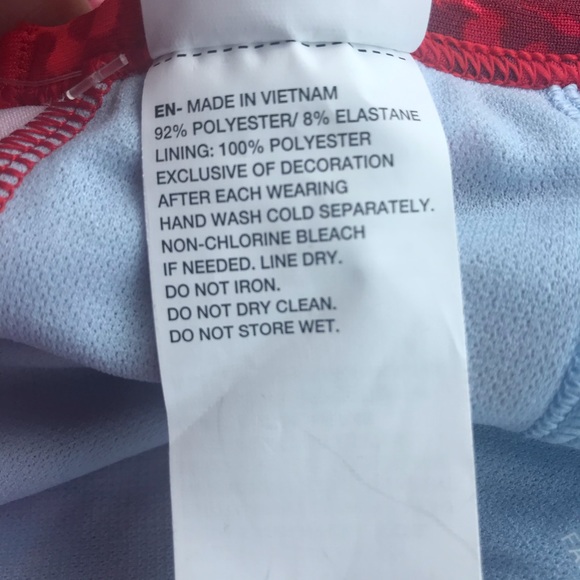 EN- MADE IN VIETNAM
92% POLYESTER/ 8% ELASTANE
LINING: 100% POLYESTER
EXCLUSIVE OF DECORATION
AFTER EACH WEARING
HAND WASH COLD SEPARATELY.
NON-CHLORINE BLEACH
IF NEEDED. LINE DRY.
DO NOT IRON.
DO NOT DRY CLEAN.
DO NOT STORE WET.